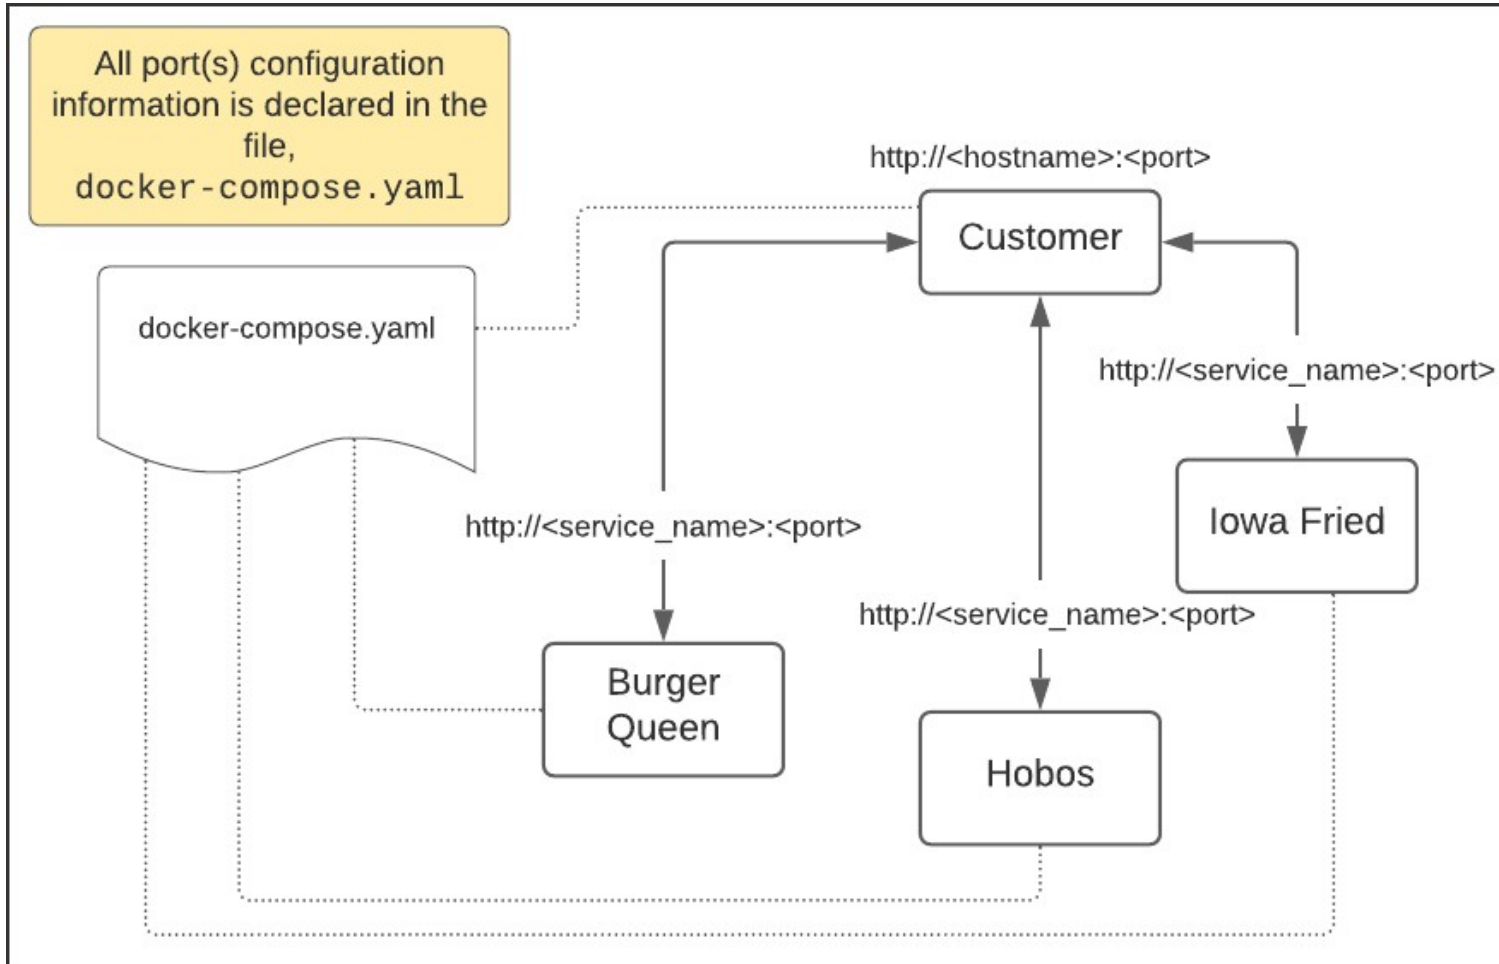 All port(s) configuration
information is declared in the
file,
docker-compose.yaml
http://<hostname>:<port>
Customer
docker-compose.yaml
http://<service_name>:<port>
Iowa Fried
http://<service_name>:<port>
http://<service_name>:<port>
Burger
Queen
Hobos